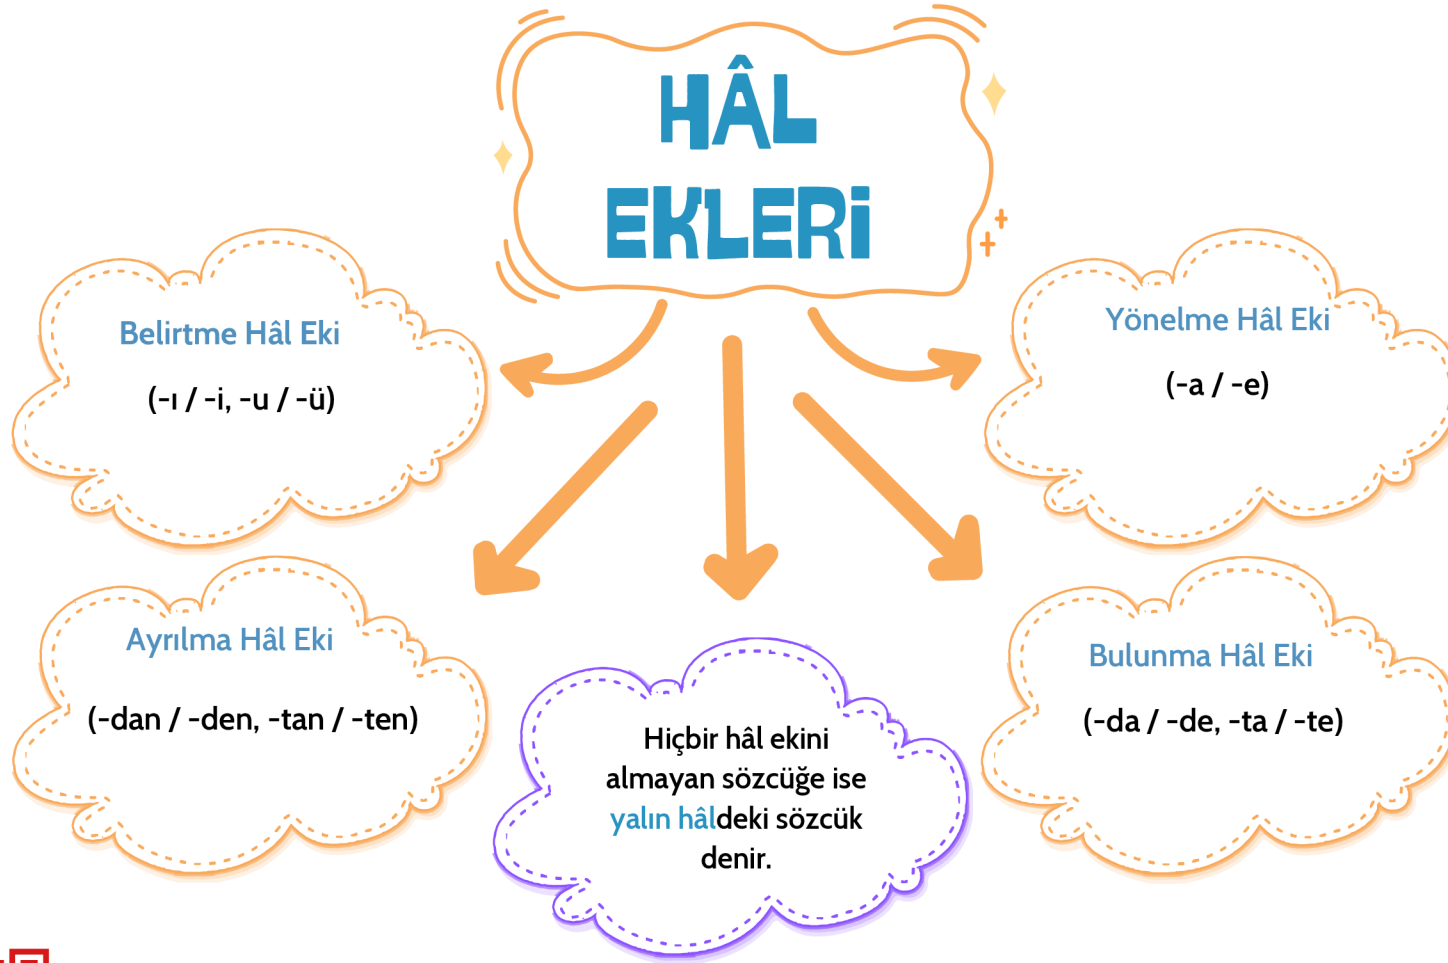 HÂL
EKLERİ
Belirtme Hâl Eki
(-ı / -i, -u / -ü)
Yönelme Hâl Eki
(-a / -e)
Ayrılma Hâl Eki
(-dan / -den, -tan / -ten)
Hiçbir hâl ekini
almayan sözcüğe ise
yalın hâldeki sözcük
denir.
Bulunma Hâl Eki
(-da / -de, -ta / -te)